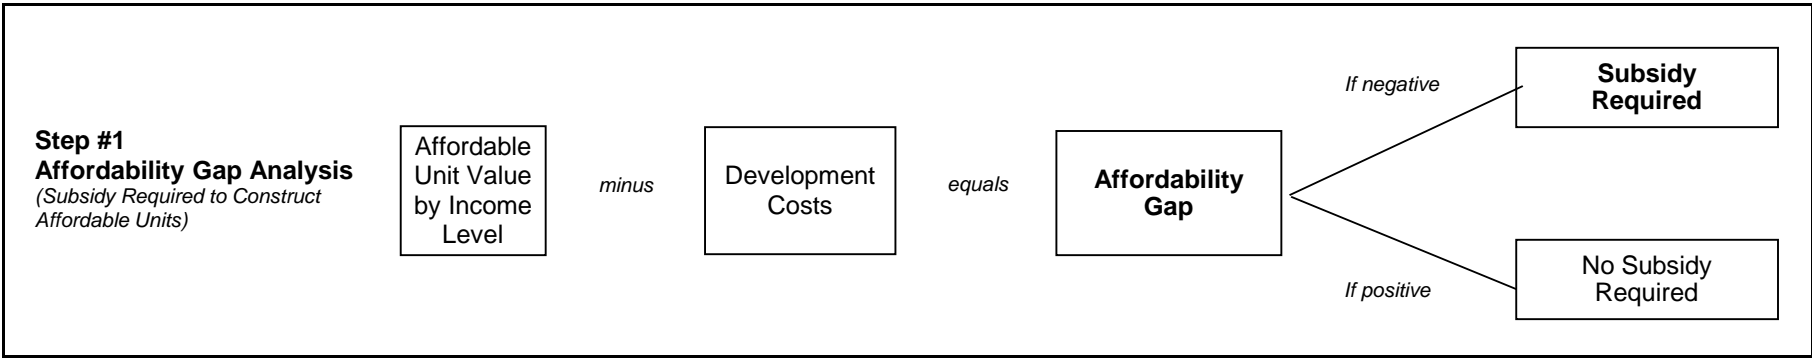 Step #1
Affordability Gap Analysis
(Subsidy Required to Construct
Affordable Units)
Affordable
Unit Value
by Income
Level
minus
Development
Costs
equals
Affordability
Gap
If negative
Subsidy
Required
If positive
No Subsidy
Required